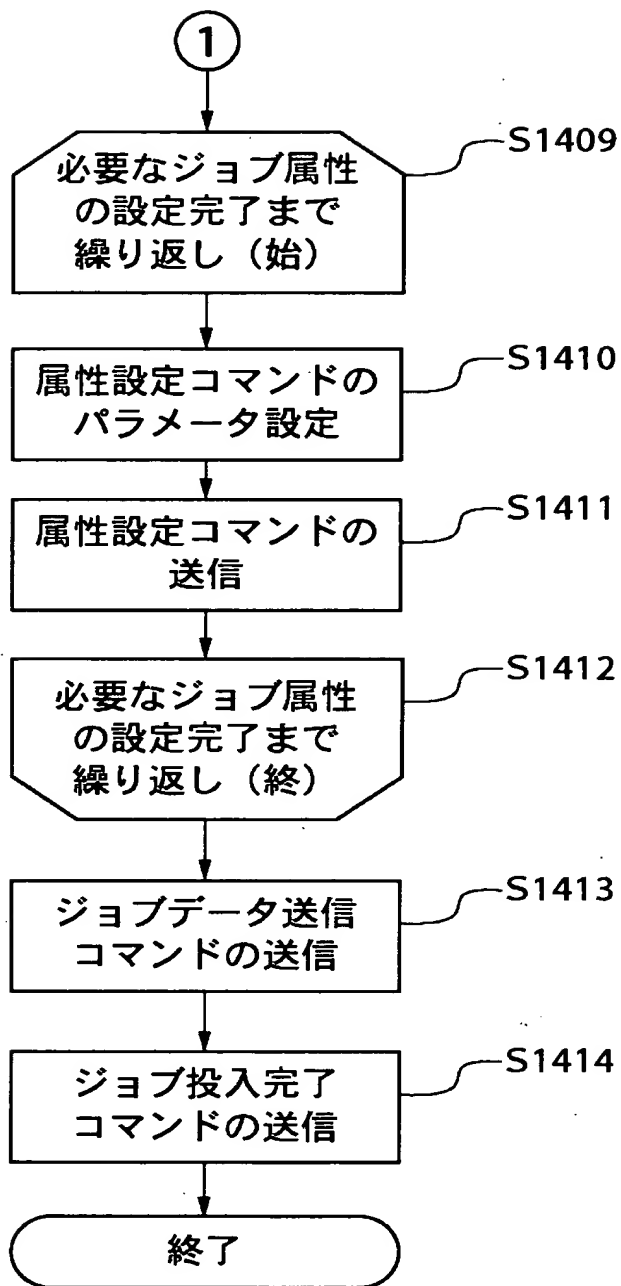 1
必要なジョブ属性
の設定完了まで
繰り返し（始）
S1409
属性設定コマンドの
パラメータ設定
S1410
属性設定コマンドの
送信
S1411
必要なジョブ属性
の設定完了まで
繰り返し（終）
S1412
ジョブデータ送信
コマンドの送信
S1413
ジョブ投入完了
コマンドの送信
S1414
終了